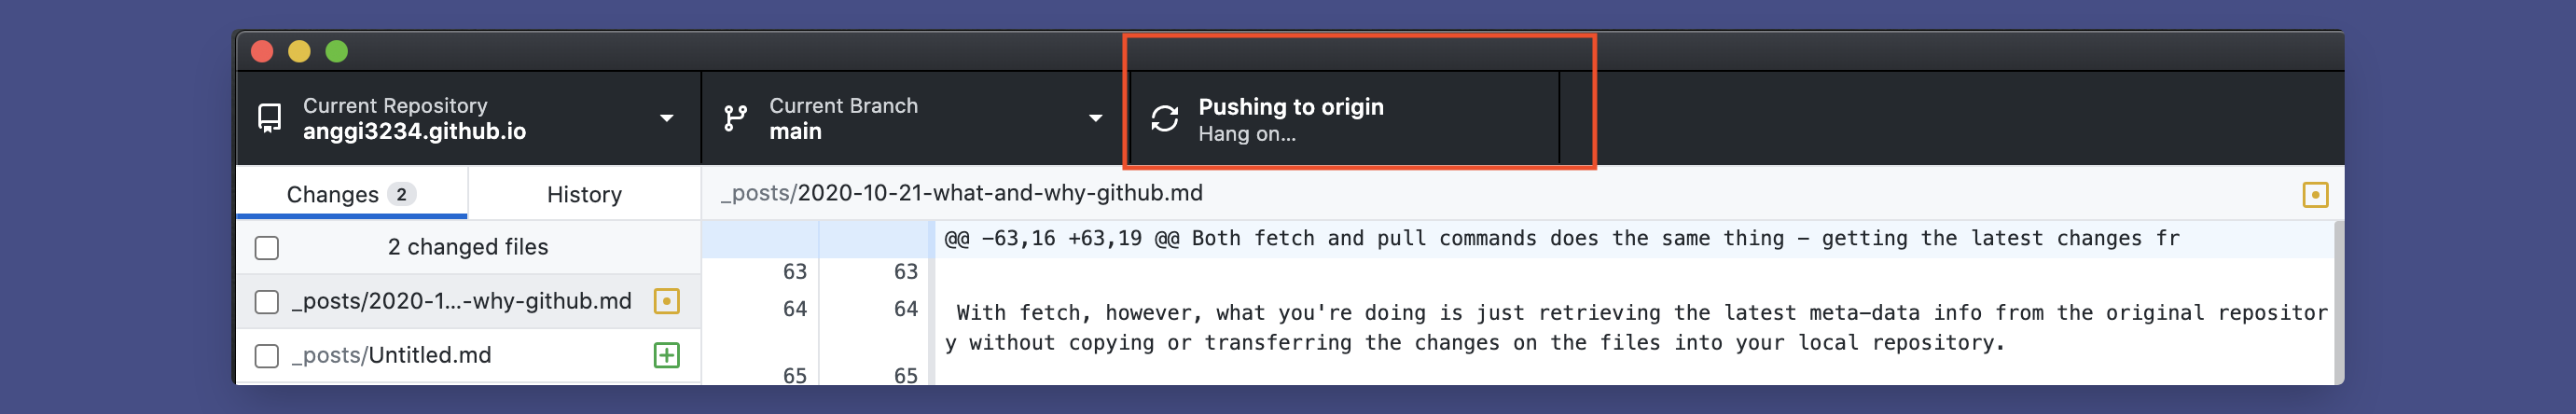 Current Repository
anggi3234.github.io
Current Branch
main
Pushing to origin
Hang on...
Changes 2
History
_posts/2020-10-21-what-and-why-github.md
2 changed files
_posts/2020-1...-why-github.md
_posts/Untitled.md
@@ -63,16 +63,19 @@ Both fetch and pull commands does the same thing - getting the latest changes fr
63 63
64 64 With fetch, however, what you're doing is just retrieving the latest meta-data info from the original repositor
y without copying or transferring the changes on the files into your local repository.
65 65